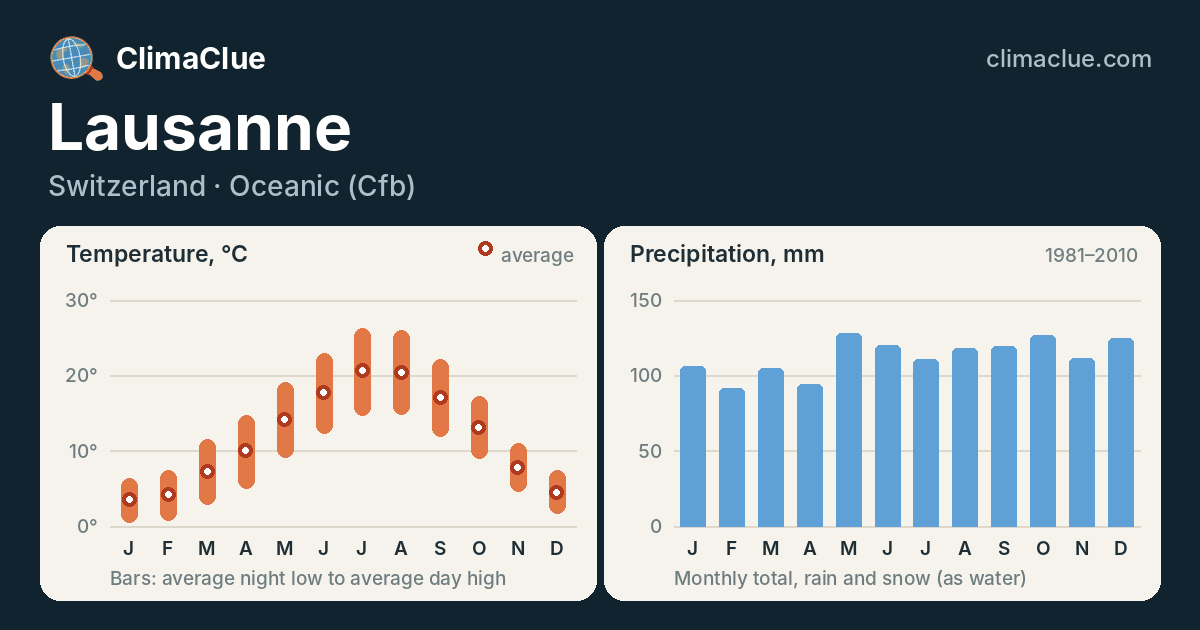 ClimaClue
climaclue.com
Lausanne
Switzerland · Oceanic (Cfb)
Temperature, °C
average
30°
20°
10°
0°
J F M A M J J A S O N D
Bars: average night low to average day high
Precipitation, mm
1981–2010
150
100
50
0
J F M A M J J A S O N D
Monthly total, rain and snow (as water)